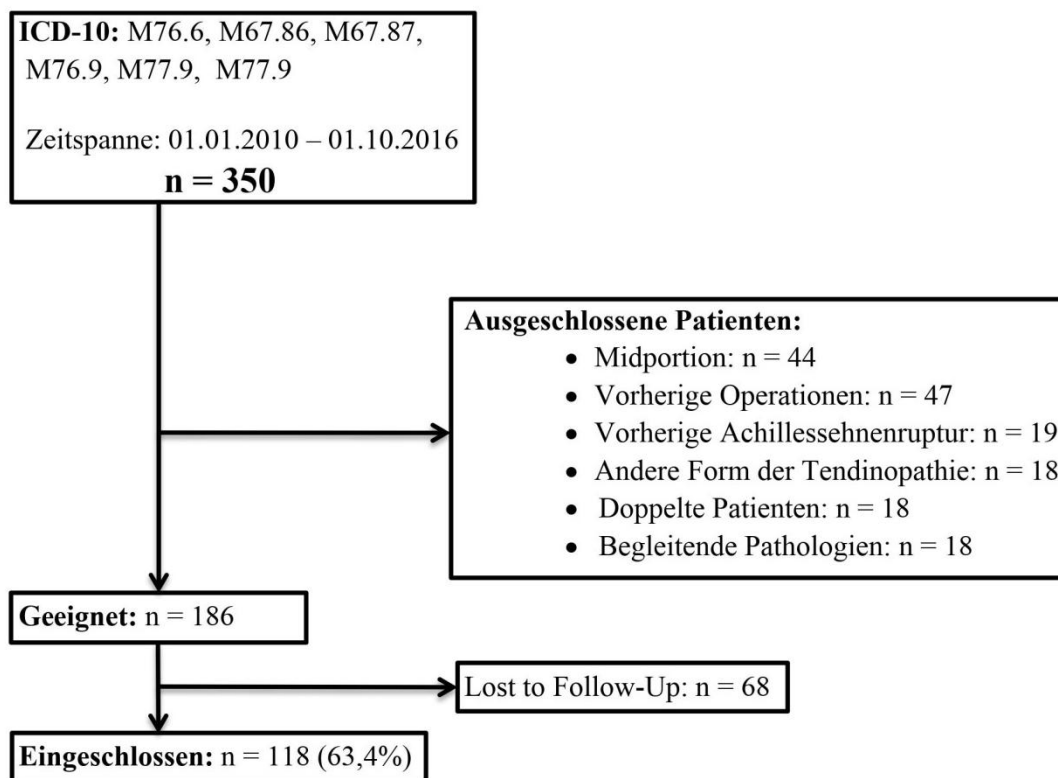 ICD-10: M76.6, M67.86, M67.87,
M76.9, M77.9, M77.9
Zeitspanne: 01.01.2010 – 01.10.2016
n = 350
Ausgeschlossene Patienten:
• Midportion: n = 44
• Vorherige Operationen: n = 47
• Vorherige Achillessehnenruptur: n = 19
• Andere Form der Tendinopathie: n = 18
• Doppelte Patienten: n = 18
• Begleitende Pathologien: n = 18
Geeignet: n = 186
Lost to Follow-Up: n = 68
Eingeschlossen: n = 118 (63,4%)